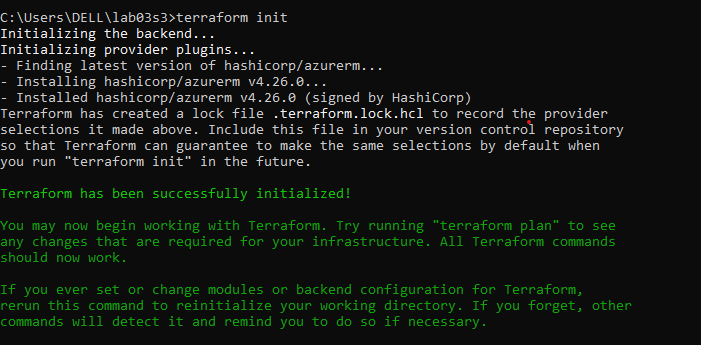 C:\Users\DELL\lab03s3>terraform init
Initializing the backend...
Initializing provider plugins...
- Finding latest version of hashicorp/azurerm...
- Installing hashicorp/azurerm v4.26.0...
- Installed hashicorp/azurerm v4.26.0 (signed by HashiCorp)
Terraform has created a lock file .terraform.lock.hcl to record the provider
selections it made above. Include this file in your version control repository
so that Terraform can guarantee to make the same selections by default when
you run "terraform init" in the future.
Terraform has been successfully initialized!
You may now begin working with Terraform. Try running "terraform plan" to see
any changes that are required for your infrastructure. All Terraform commands
should now work.
If you ever set or change modules or backend configuration for Terraform,
rerun this command to reinitialize your working directory. If you forget, other
commands will detect it and remind you to do so if necessary.